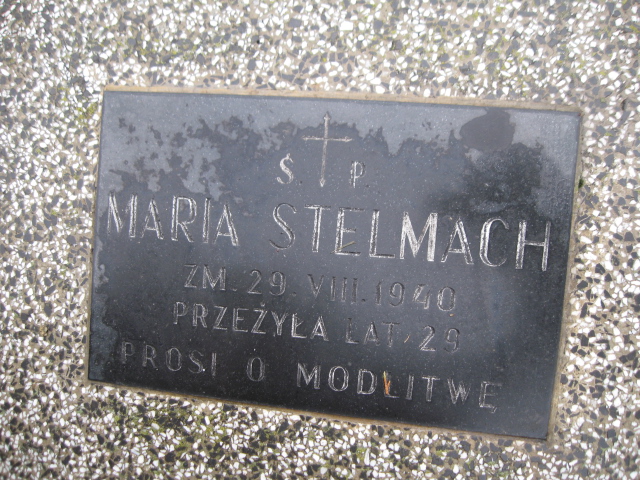 Ś. P.
MARIA STELMACH
ZM. 29. VIII. 1940
PRZEŻYŁA LAT 29
PROSI O MODLITWĘ